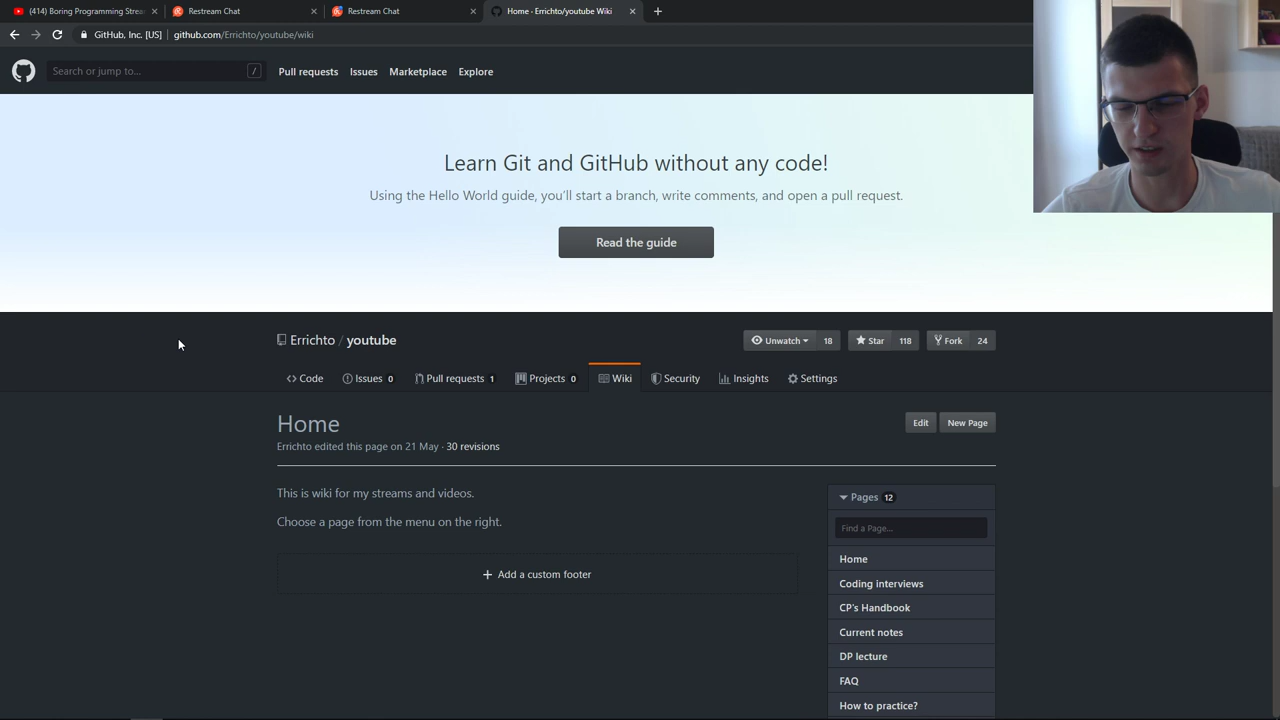 (414) Boring Programming Strea
Restream Chat
Restream Chat
Home · Errichto/youtube Wiki
GitHub, Inc. [US] github.com/Errichto/youtube/wiki
Search or jump to... /
Pull requests Issues Marketplace Explore
Learn Git and GitHub without any code!
Using the Hello World guide, you'll start a branch, write comments, and open a pull request.
Read the guide
Errichto / youtube
Unwatch 18 Star 118 Fork 24
Code Issues 0 Pull requests 1 Projects 0 Wiki Security Insights Settings
Home
Edit New Page
Errichto edited this page on 21 May · 30 revisions
This is wiki for my streams and videos.
Choose a page from the menu on the right.
+ Add a custom footer
Pages 12
Find a Page...
Home
Coding interviews
CP's Handbook
Current notes
DP lecture
FAQ
How to practice?